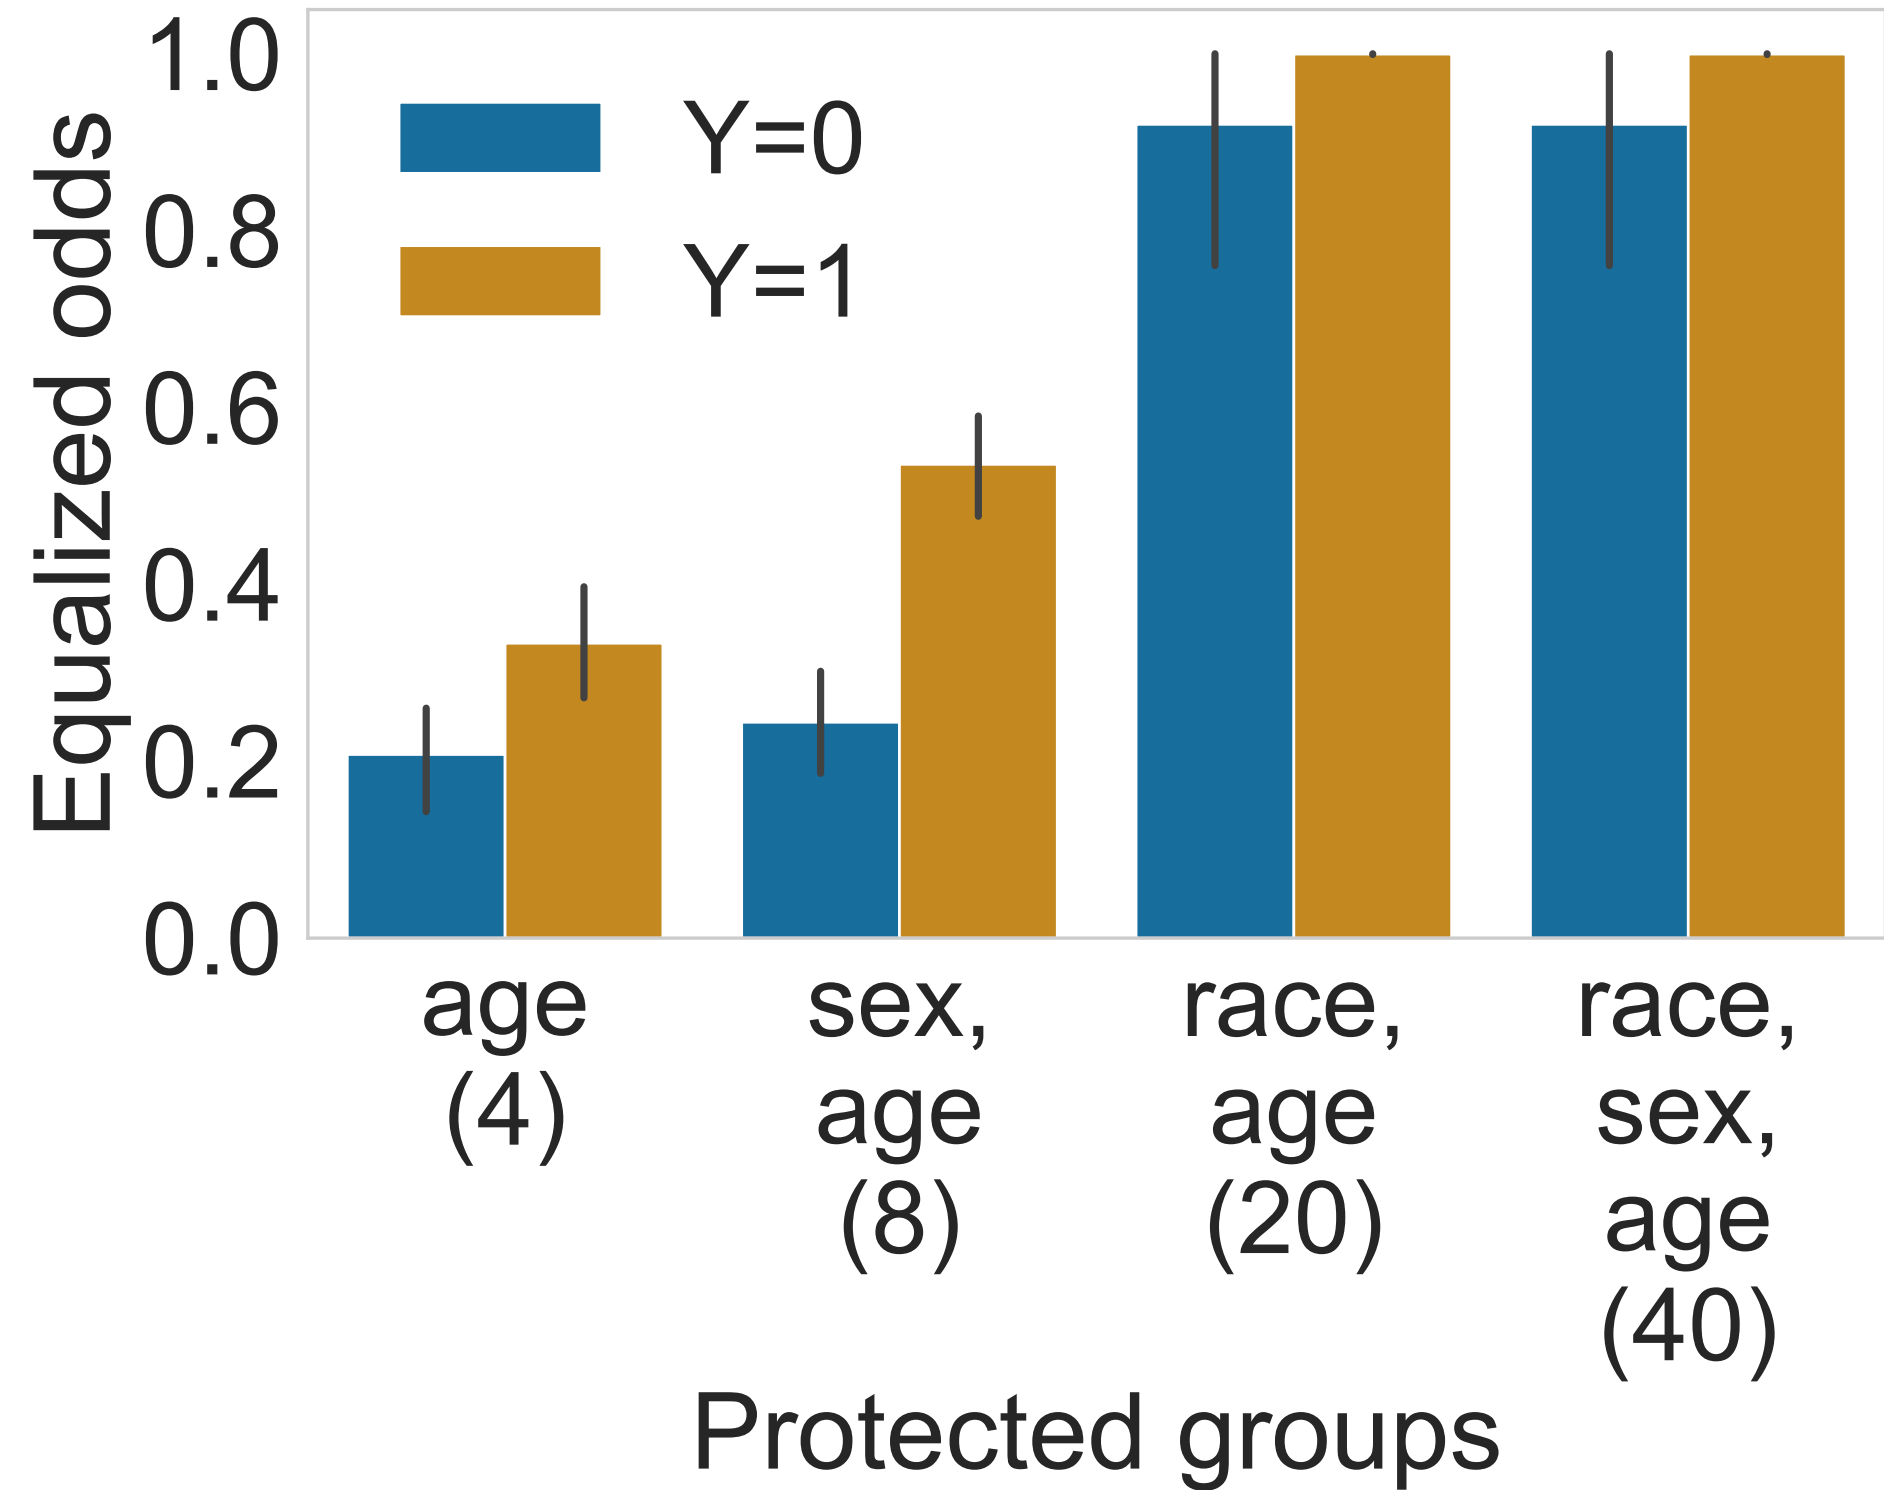 Equalized odds
1.0
0.8
0.6
0.4
0.2
0.0
Y=0
Y=1
age
(4)
sex,
age
(8)
race,
age
(20)
race,
sex,
age
(40)
Protected groups